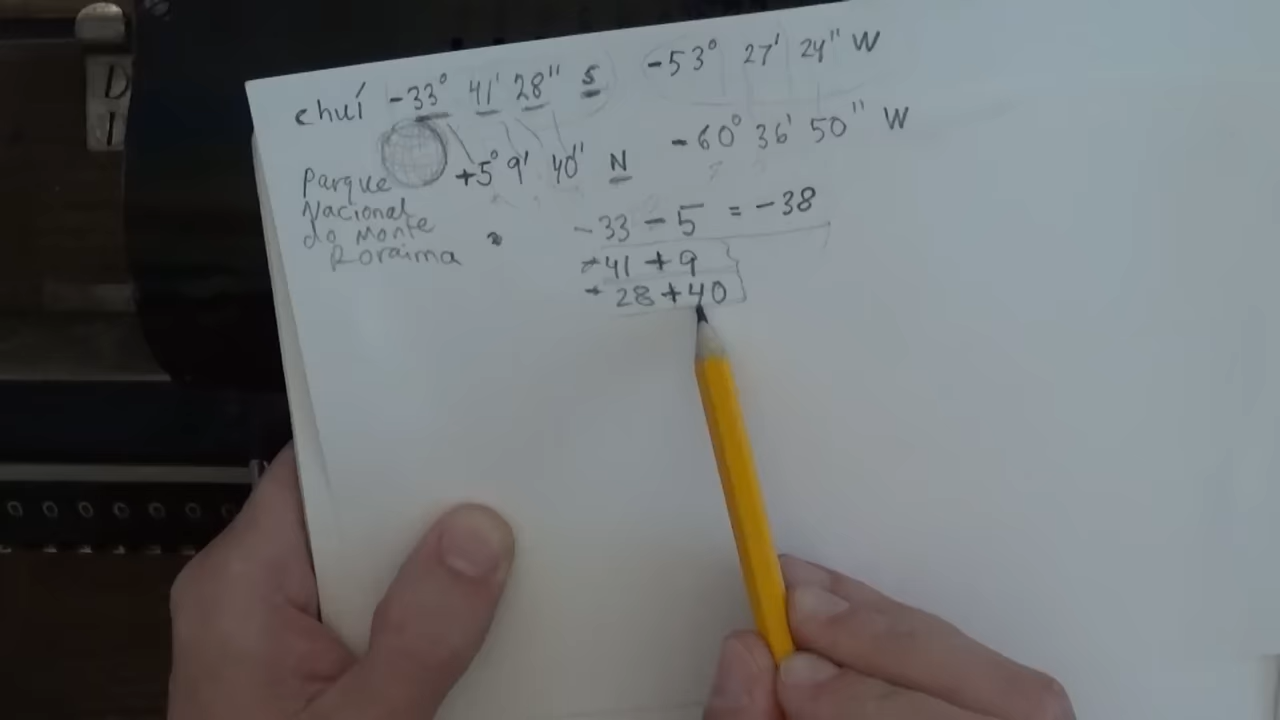 D
I
chuí -33° 41' 28" S -53° 27' 24" W
+5° 9' 40" N -60° 36' 50" W
Parque
Nacional
do Monte
Roraima
-33 - 5 = -38
+41 + 9
+ 28 + 40